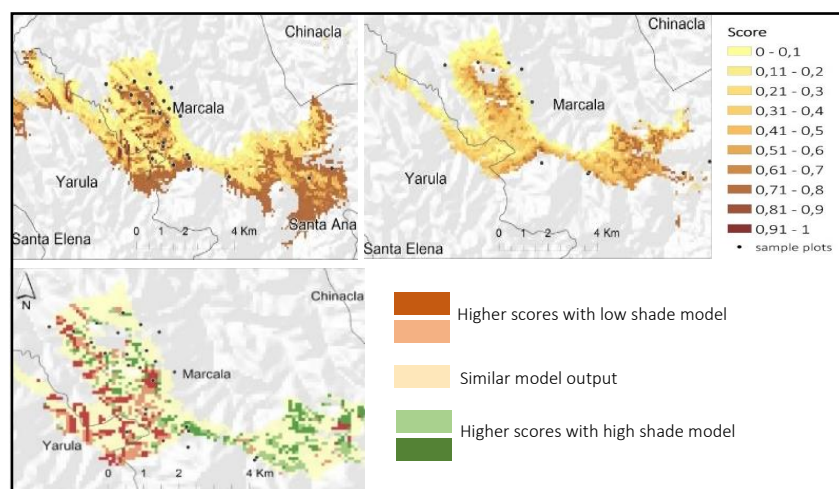 Chinacla
Marcala
Yarula
Santa Ana
Santa Elena
0 1 2 4 Km
Chinacla
Marcala
Yarula
Santa Elena
0 1 2 4 Km
Score
0 - 0,1
0,11 - 0,2
0,21 - 0,3
0,31 - 0,4
0,41 - 0,5
0,51 - 0,6
0,61 - 0,7
0,71 - 0,8
0,81 - 0,9
0,91 - 1
sample plots
N
Chinacla
Marcala
Yarula
0 1 2 4 Km
Higher scores with low shade model
Similar model output
Higher scores with high shade model